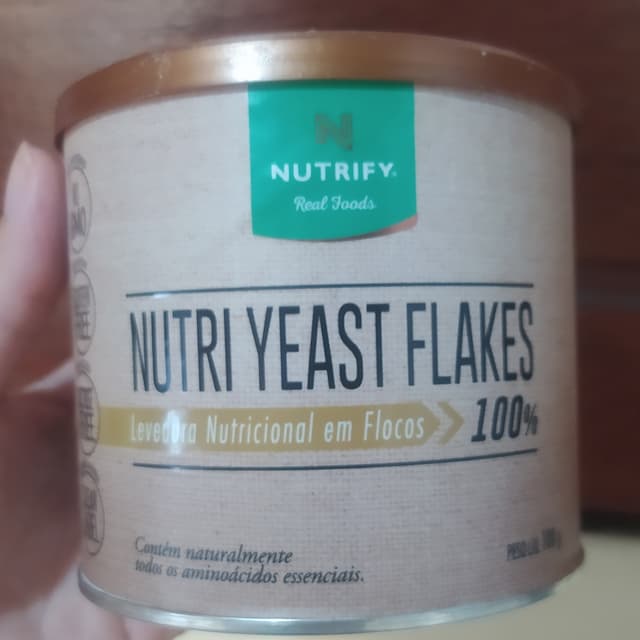 N
NUTRIFY®
Real Foods
NUTRI YEAST FLAKES
Levedura Nutricional em Flocos 100%
Contém naturalmente
todos os aminoácidos essenciais.